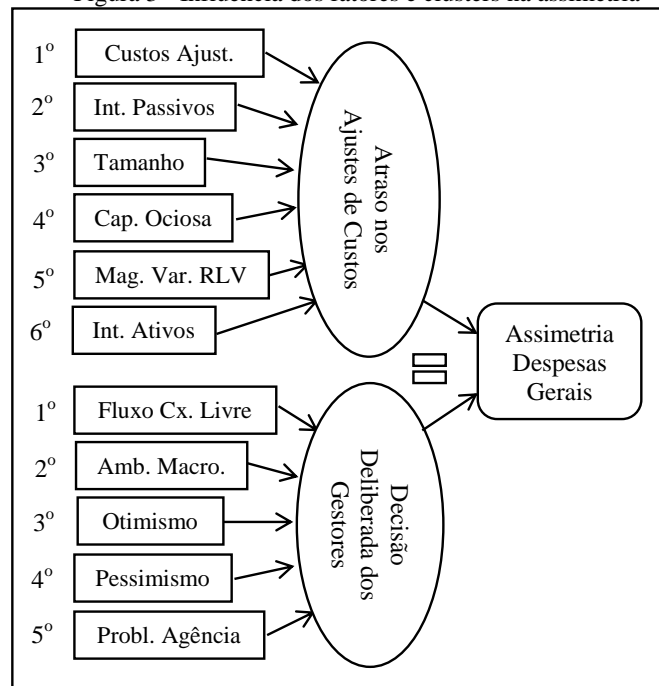 Figura 3 - Influência dos fatores e clusters na assimetria
1º Custos Ajust.
2º Int. Passivos
3º Tamanho
4º Cap. Ociosa
5º Mag. Var. RLV
6º Int. Ativos
Atraso nos
Ajustes de Custos
1º Fluxo Cx. Livre
2º Amb. Macro.
3º Otimismo
4º Pessimismo
5º Probl. Agência
Decisão
Deliberada dos
Gestores
Assimetria
Despesas
Gerais